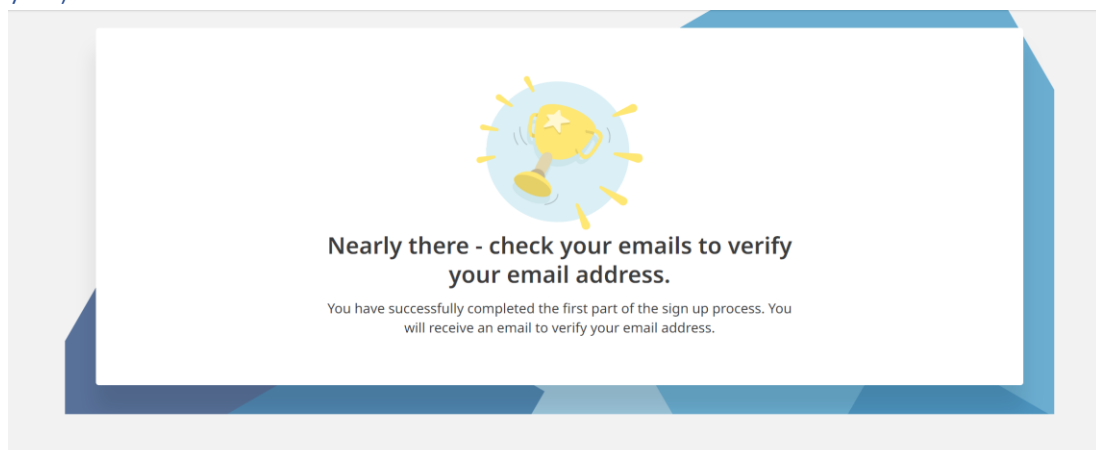 Nearly there - check your emails to verify
your email address.
You have successfully completed the first part of the sign up process. You
will receive an email to verify your email address.